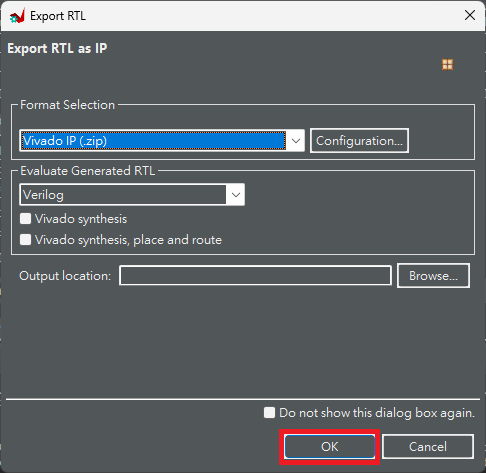 Export RTL
Export RTL as IP
Format Selection
Vivado IP (.zip)
Configuration...
Evaluate Generated RTL
Verilog
Vivado synthesis
Vivado synthesis, place and route
Output location:
Browse...
Do not show this dialog box again.
OK
Cancel